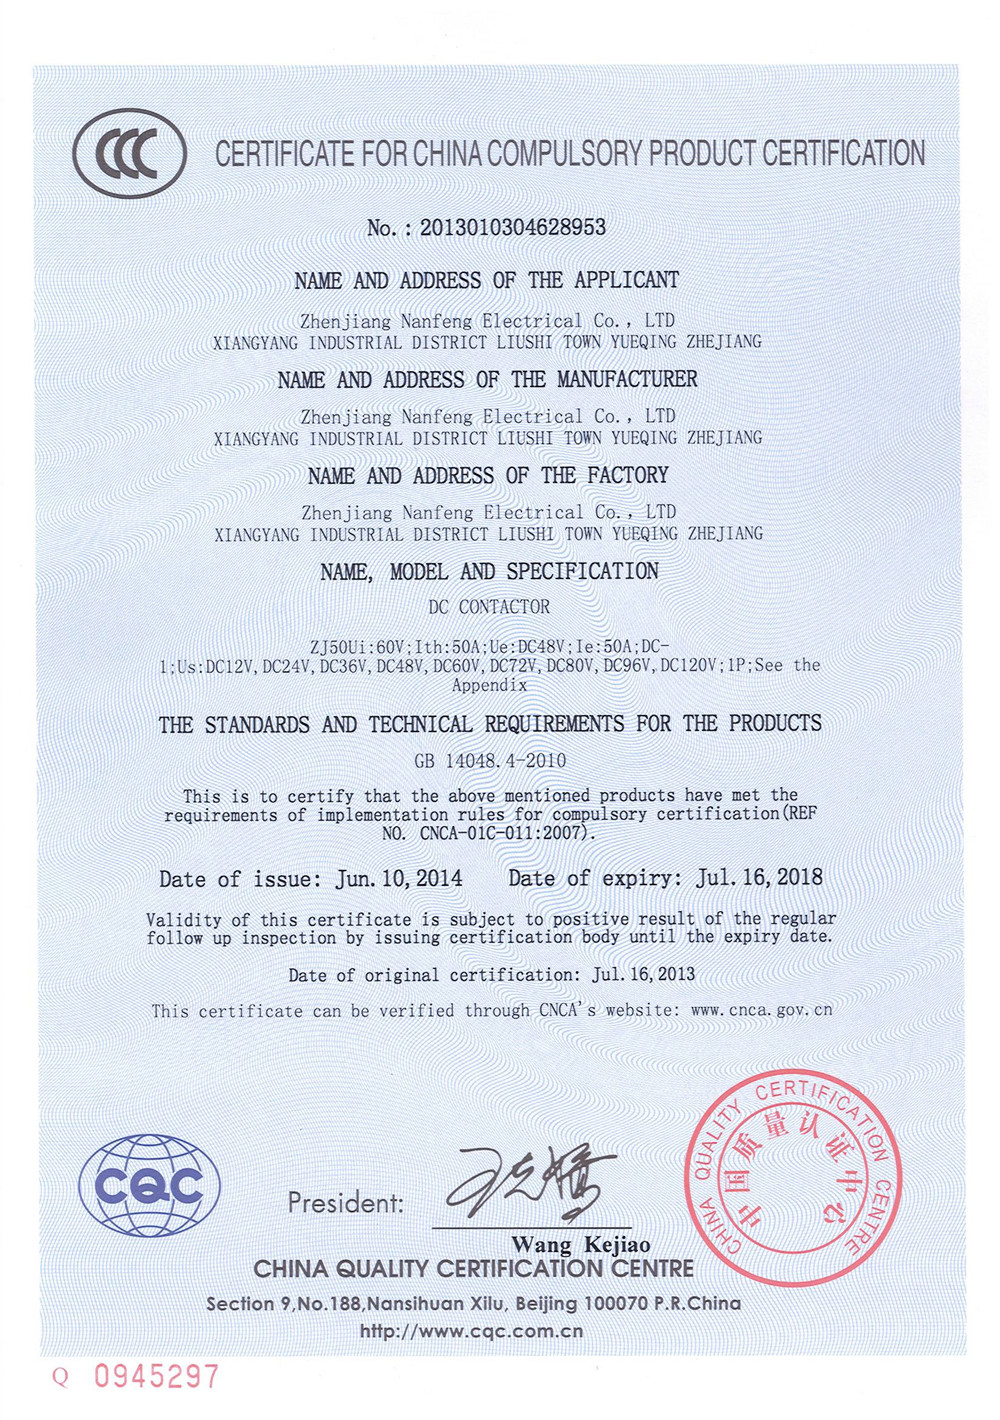 CCC
CERTIFICATE FOR CHINA COMPULSORY PRODUCT CERTIFICATION
No. : 2013010304628953
NAME AND ADDRESS OF THE APPLICANT
Zhenjiang Nanfeng Electrical Co., LTD
XIANGYANG INDUSTRIAL DISTRICT LIUSHI TOWN YUEQING ZHEJIANG
NAME AND ADDRESS OF THE MANUFACTURER
Zhenjiang Nanfeng Electrical Co., LTD
XIANGYANG INDUSTRIAL DISTRICT LIUSHI TOWN YUEQING ZHEJIANG
NAME AND ADDRESS OF THE FACTORY
Zhenjiang Nanfeng Electrical Co., LTD
XIANGYANG INDUSTRIAL DISTRICT LIUSHI TOWN YUEQING ZHEJIANG
NAME, MODEL AND SPECIFICATION
DC CONTACTOR
ZJ50Ui:60V;Ith:50A;Ue:DC48V;Ie:50A;DC-
1;Us:DC12V,DC24V,DC36V,DC48V,DC60V,DC72V,DC80V,DC96V,DC120V;1P;See the
Appendix
THE STANDARDS AND TECHNICAL REQUIREMENTS FOR THE PRODUCTS
GB 14048.4-2010
This is to certify that the above mentioned products have met the
requirements of implementation rules for compulsory certification(REF
NO. CNCA-01C-011:2007).
Date of issue: Jun.10,2014 Date of expiry: Jul.16,2018
Validity of this certificate is subject to positive result of the regular
follow up inspection by issuing certification body until the expiry date.
Date of original certification: Jul.16,2013
This certificate can be verified through CNCA's website: www.cnca.gov.cn
CHINA QUALITY CERTIFICATION CENTRE
中国质量认证中心
CQC
President:
王克娇
Wang Kejiao
CHINA QUALITY CERTIFICATION CENTRE
Section 9,No.188,Nansihuan Xilu, Beijing 100070 P.R.China
http://www.cqc.com.cn
Q 0945297